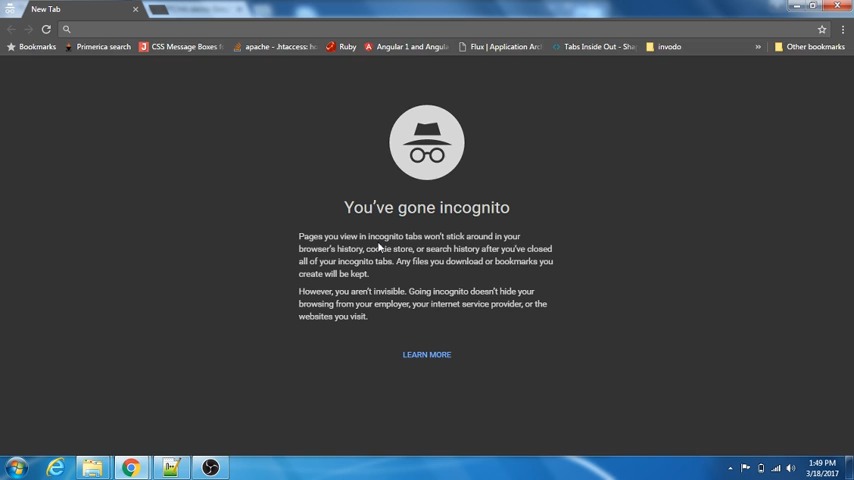 New Tab
Bookmarks Primerica search CSS Message Boxes f apache - .htaccess: ho Ruby Angular 1 and Angula Flux | Application Arc Tabs Inside Out - Sha invodo » Other bookmarks
You've gone incognito
Pages you view in incognito tabs won't stick around in your
browser's history, cookie store, or search history after you've closed
all of your incognito tabs. Any files you download or bookmarks you
create will be kept.
However, you aren't invisible. Going incognito doesn't hide your
browsing from your employer, your internet service provider, or the
websites you visit.
LEARN MORE
1:49 PM
3/18/2017